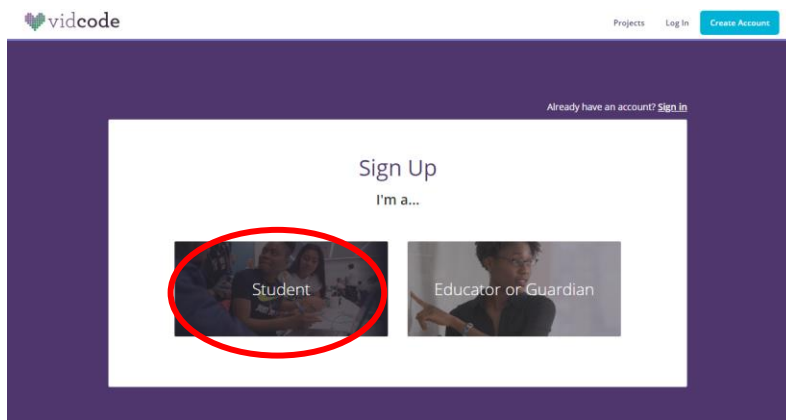 vidcode
Projects Log In Create Account
Already have an account? Sign in
Sign Up
I'm a...
Student Educator or Guardian